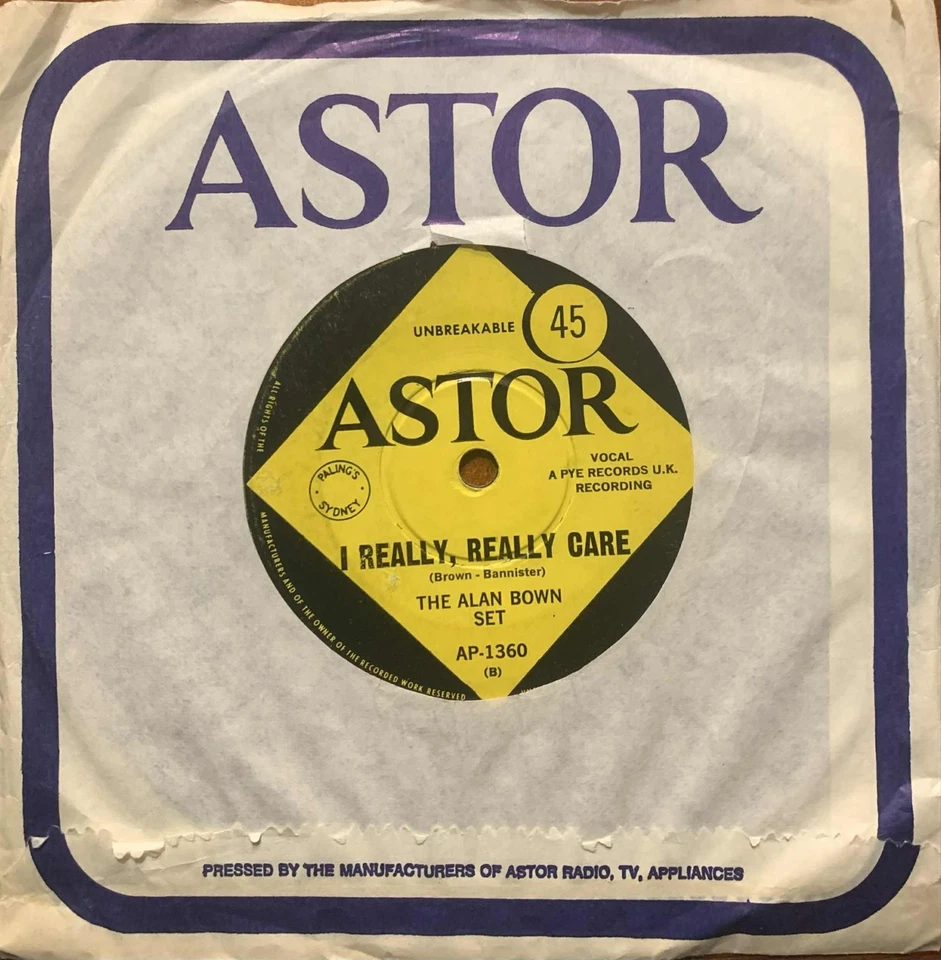 ASTOR
UNBREAKABLE
45
ASTOR
VOCAL
A PYE RECORDS U.K.
RECORDING
PALING'S
SYDNEY
I REALLY, REALLY CARE
(Brown - Bannister)
THE ALAN BOWN
SET
AP-1360
(B)
ALL RIGHTS OF THE
MANUFACTURERS AND OF THE OWNER OF THE RECORDED WORK RESERVED
PRESSED BY THE MANUFACTURERS OF ASTOR RADIO, TV, APPLIANCES